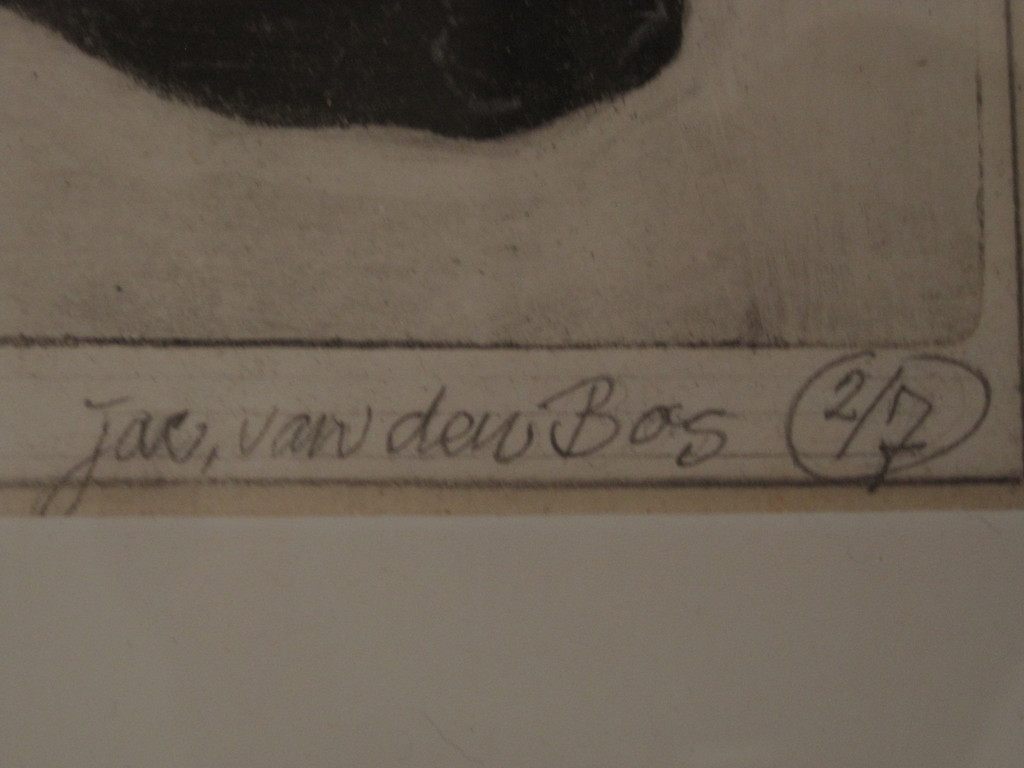 jac, van den Bos 2/7